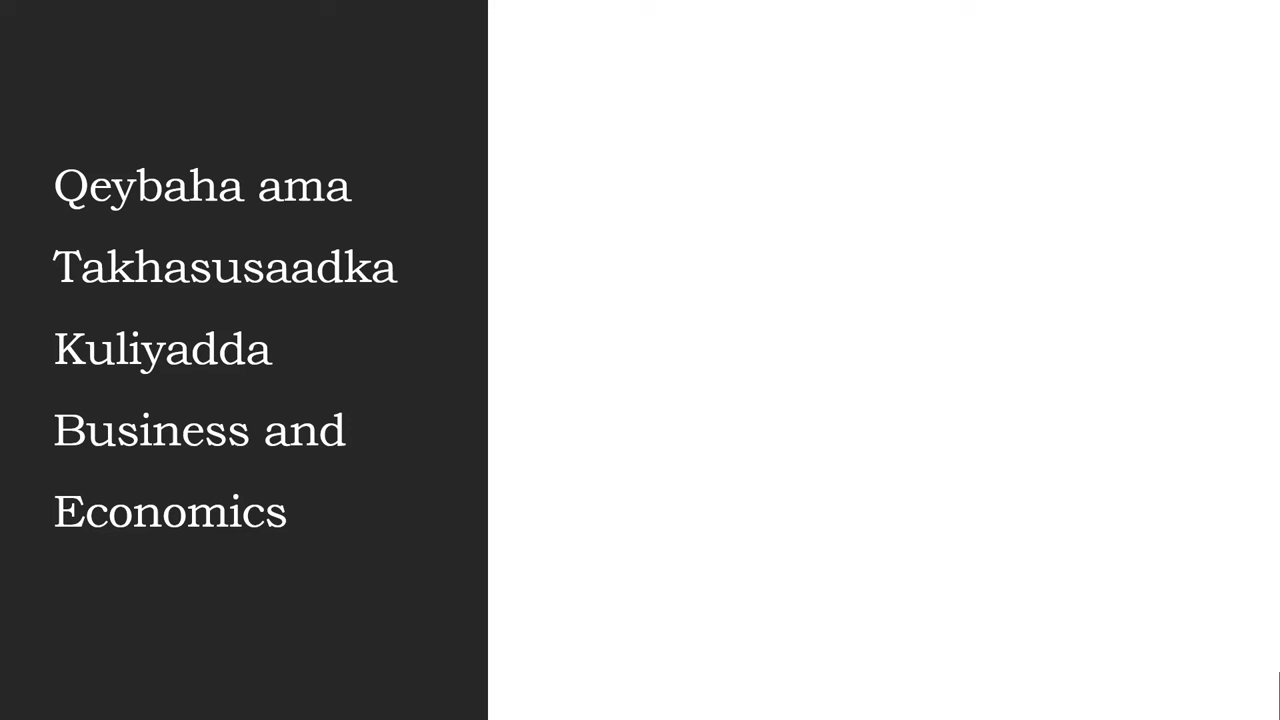 Qeybaha ama
Takhasusaadka
Kuliyadda
Business and
Economics